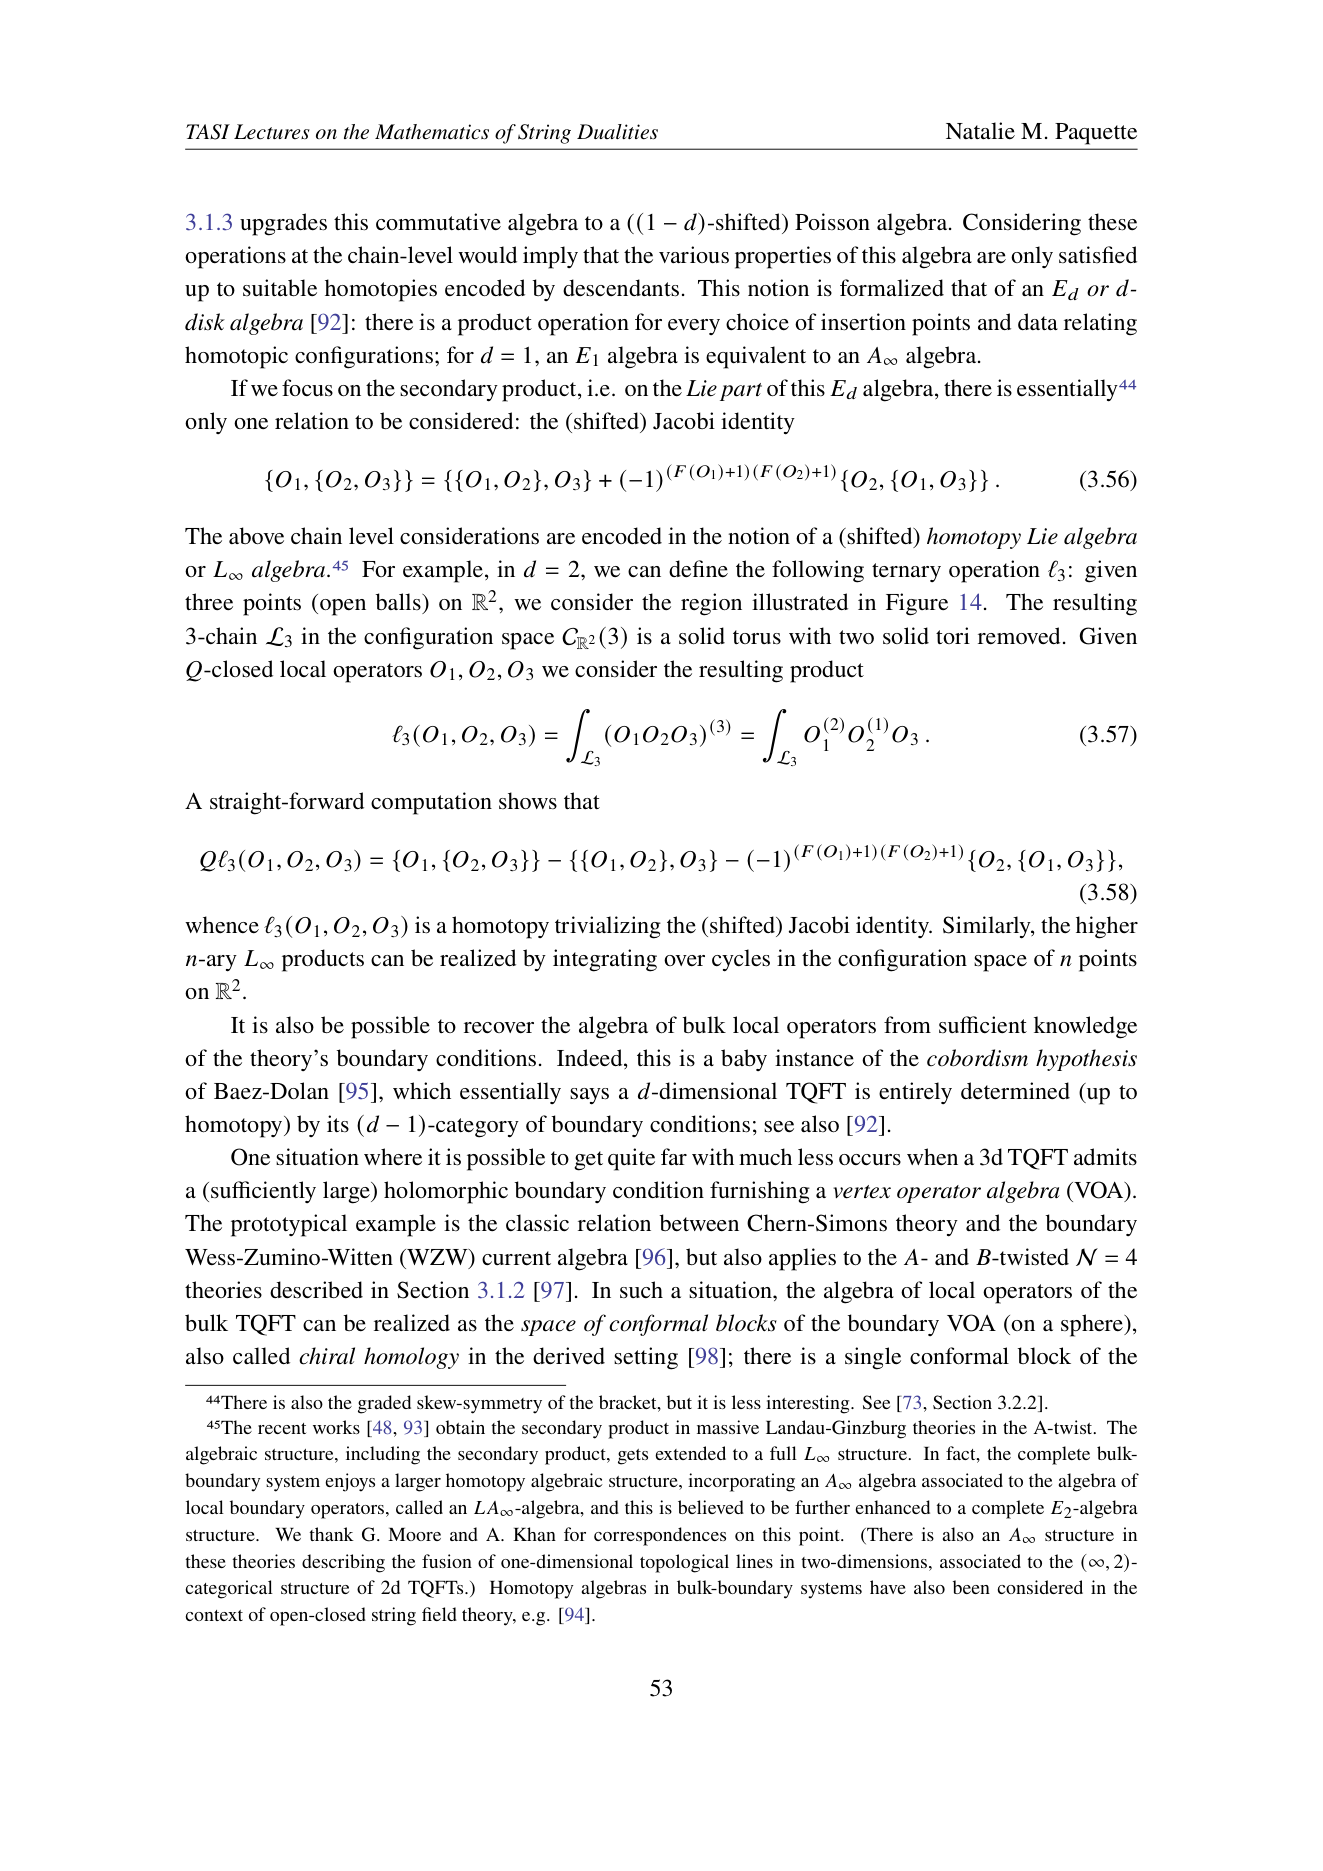 TASI Lectures on the Mathematics of String Dualities Natalie M. Paquette
3.1.3 upgrades this commutative algebra to a ((1 − d)-shifted) Poisson algebra. Considering these
operations at the chain-level would imply that the various properties of this algebra are only satisfied
up to suitable homotopies encoded by descendants. This notion is formalized that of an E_d or d-
disk algebra [92]: there is a product operation for every choice of insertion points and data relating
homotopic configurations; for d = 1, an E_1 algebra is equivalent to an A_∞ algebra.
If we focus on the secondary product, i.e. on the Lie part of this E_d algebra, there is essentially^44
only one relation to be considered: the (shifted) Jacobi identity
{O_1, {O_2, O_3}} = {{O_1, O_2}, O_3} + (−1)^{(F(O_1)+1)(F(O_2)+1)}{O_2, {O_1, O_3}} . (3.56)
The above chain level considerations are encoded in the notion of a (shifted) homotopy Lie algebra
or L_∞ algebra.^45 For example, in d = 2, we can define the following ternary operation ℓ_3: given
three points (open balls) on ℝ^2, we consider the region illustrated in Figure 14. The resulting
3-chain ℒ_3 in the configuration space C_{ℝ^2}(3) is a solid torus with two solid tori removed. Given
Q-closed local operators O_1, O_2, O_3 we consider the resulting product
ℓ_3(O_1, O_2, O_3) = ∫_{ℒ_3} (O_1O_2O_3)^{(3)} = ∫_{ℒ_3} O_1^{(2)}O_2^{(1)}O_3 . (3.57)
A straight-forward computation shows that
Qℓ_3(O_1, O_2, O_3) = {O_1, {O_2, O_3}} − {{O_1, O_2}, O_3} − (−1)^{(F(O_1)+1)(F(O_2)+1)}{O_2, {O_1, O_3}},
(3.58)
whence ℓ_3(O_1, O_2, O_3) is a homotopy trivializing the (shifted) Jacobi identity. Similarly, the higher
n-ary L_∞ products can be realized by integrating over cycles in the configuration space of n points
on ℝ^2.
It is also be possible to recover the algebra of bulk local operators from sufficient knowledge
of the theory's boundary conditions. Indeed, this is a baby instance of the cobordism hypothesis
of Baez-Dolan [95], which essentially says a d-dimensional TQFT is entirely determined (up to
homotopy) by its (d − 1)-category of boundary conditions; see also [92].
One situation where it is possible to get quite far with much less occurs when a 3d TQFT admits
a (sufficiently large) holomorphic boundary condition furnishing a vertex operator algebra (VOA).
The prototypical example is the classic relation between Chern-Simons theory and the boundary
Wess-Zumino-Witten (WZW) current algebra [96], but also applies to the A- and B-twisted 𝒩 = 4
theories described in Section 3.1.2 [97]. In such a situation, the algebra of local operators of the
bulk TQFT can be realized as the space of conformal blocks of the boundary VOA (on a sphere),
also called chiral homology in the derived setting [98]; there is a single conformal block of the
^44There is also the graded skew-symmetry of the bracket, but it is less interesting. See [73, Section 3.2.2].
^45The recent works [48, 93] obtain the secondary product in massive Landau-Ginzburg theories in the A-twist. The
algebraic structure, including the secondary product, gets extended to a full L_∞ structure. In fact, the complete bulk-
boundary system enjoys a larger homotopy algebraic structure, incorporating an A_∞ algebra associated to the algebra of
local boundary operators, called an LA_∞-algebra, and this is believed to be further enhanced to a complete E_2-algebra
structure. We thank G. Moore and A. Khan for correspondences on this point. (There is also an A_∞ structure in
these theories describing the fusion of one-dimensional topological lines in two-dimensions, associated to the (∞, 2)-
categorical structure of 2d TQFTs.) Homotopy algebras in bulk-boundary systems have also been considered in the
context of open-closed string field theory, e.g. [94].
53